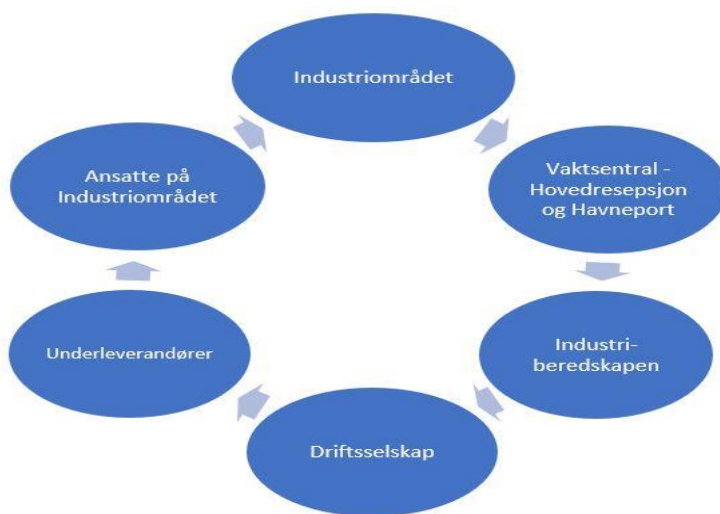 Industriområdet
Vaktsentral -
Hovedresepsjon
og Havneport
Industri-
beredskapen
Driftsselskap
Underleverandører
Ansatte på
Industriområdet